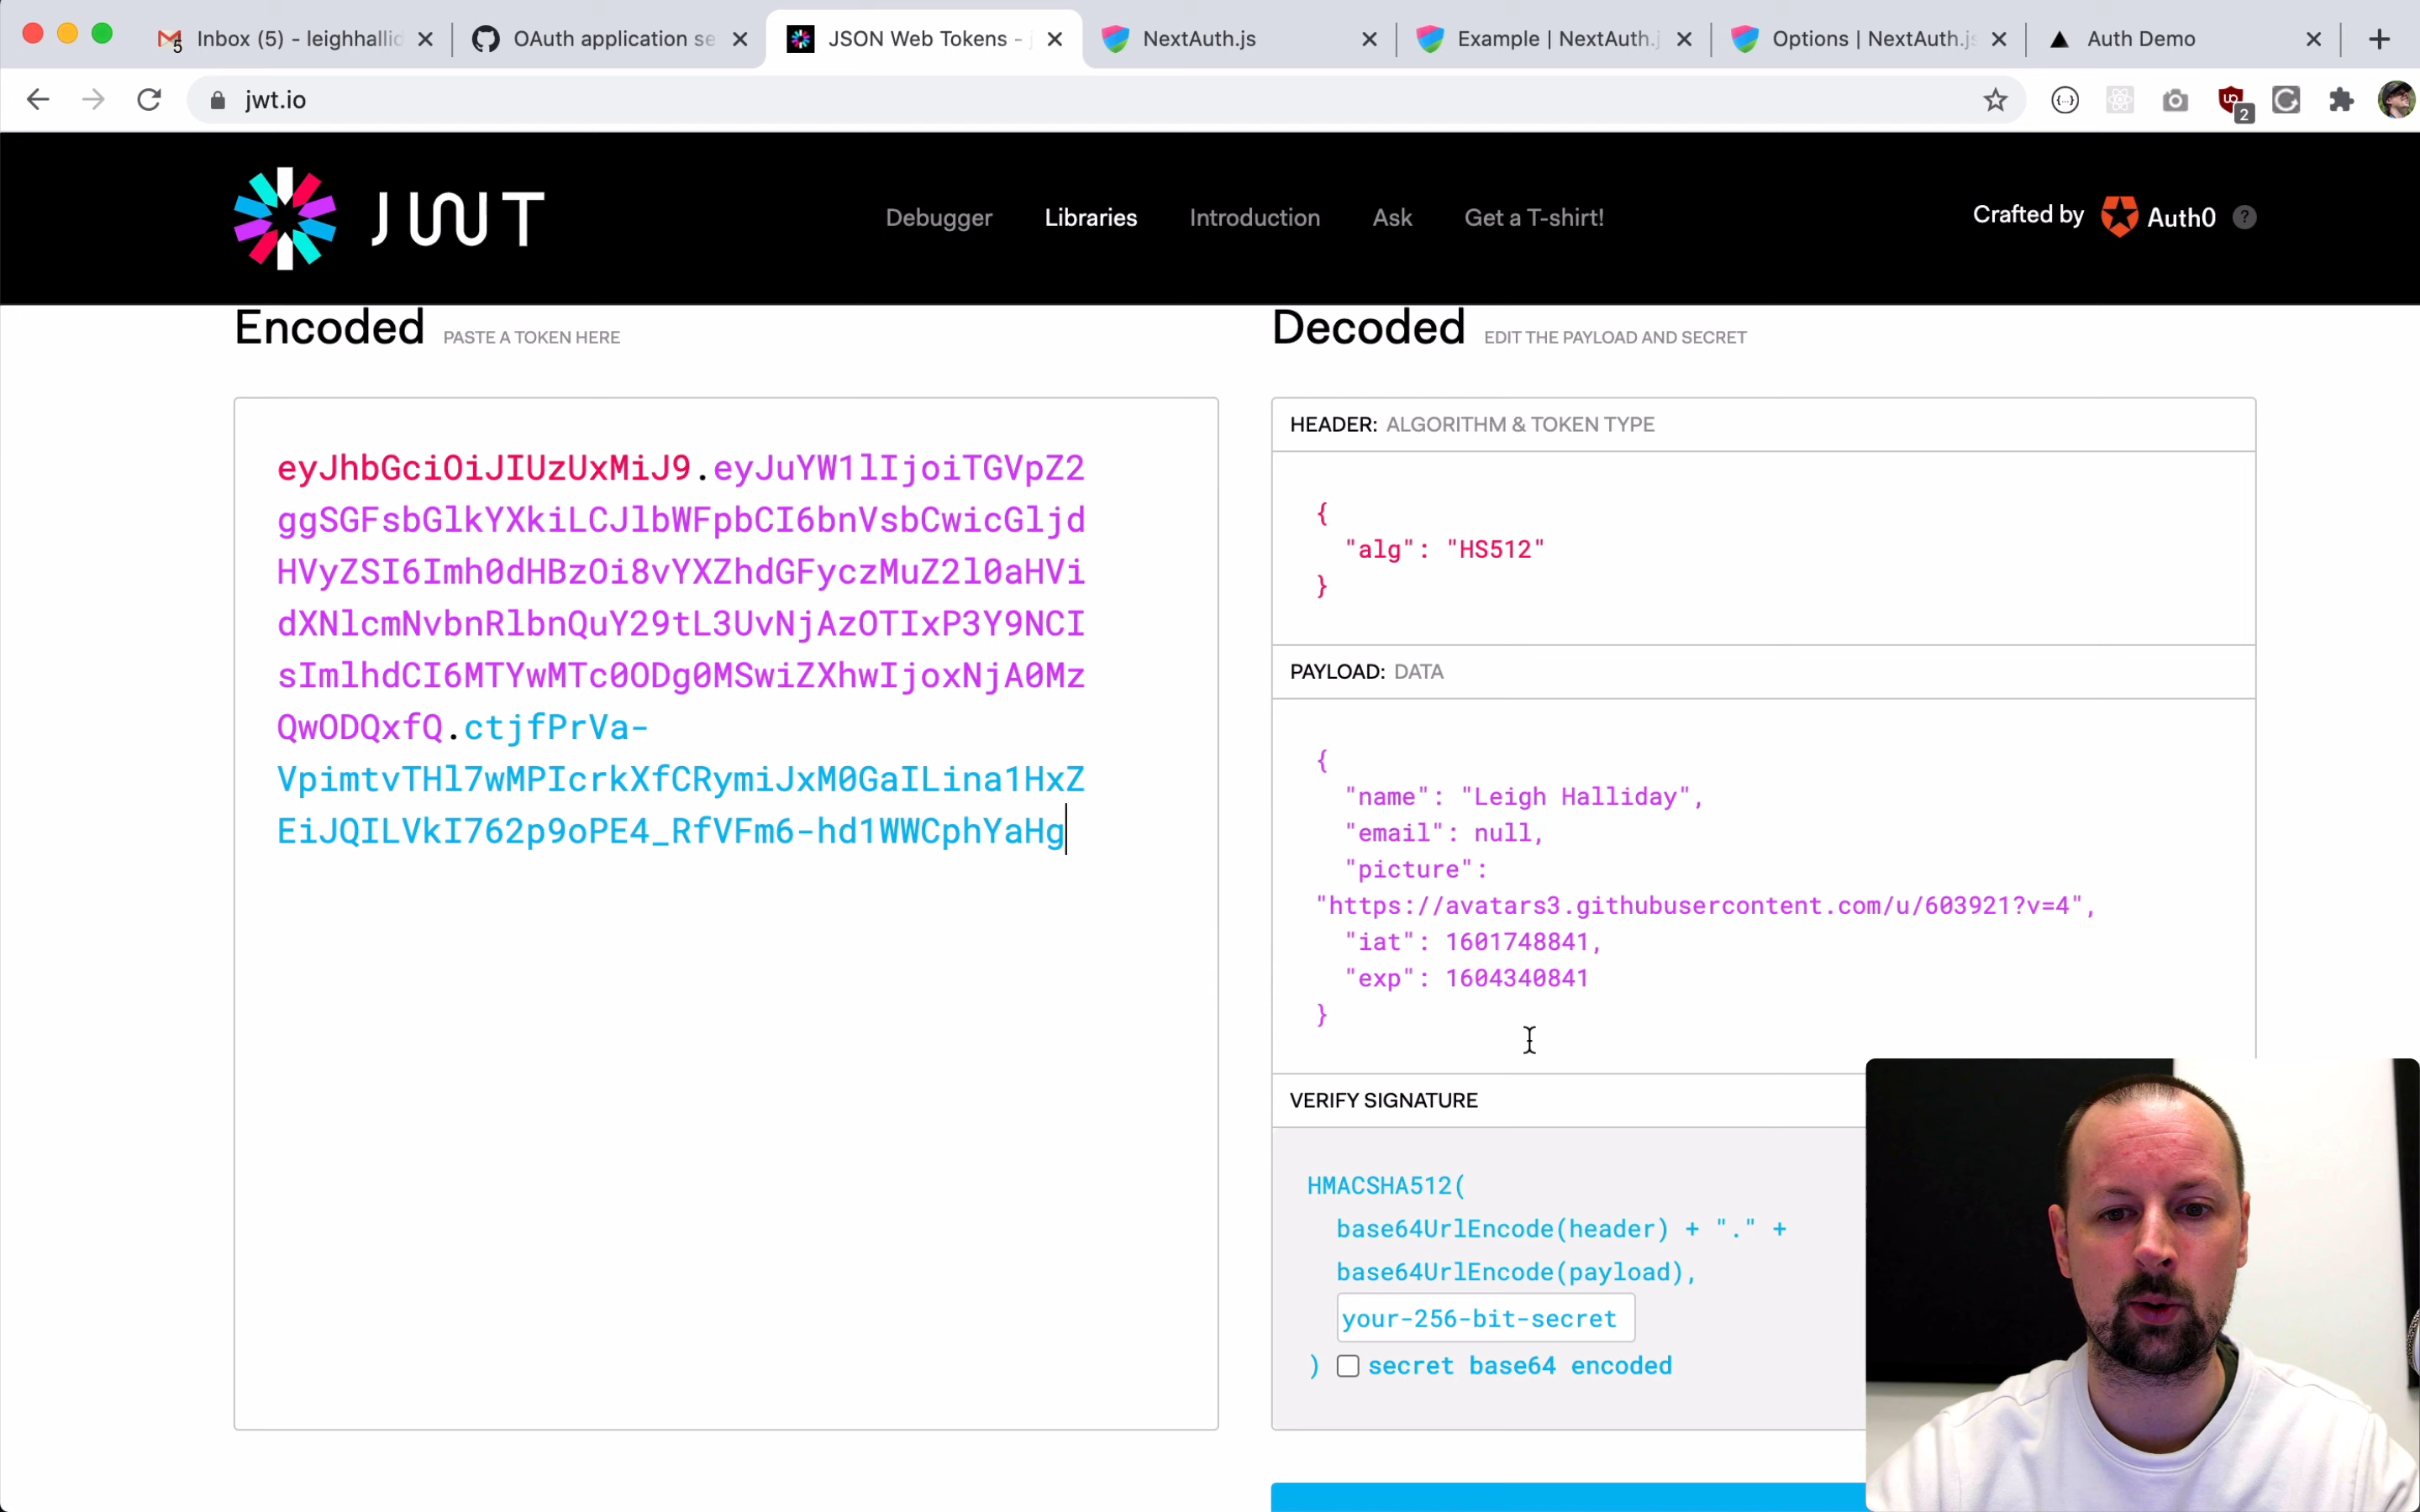 Inbox (5) - leighhallid
OAuth application se
JSON Web Tokens -
NextAuth.js
Example | NextAuth.j
Options | NextAuth.js
Auth Demo
jwt.io
2
JWT
Debugger
Libraries
Introduction
Ask
Get a T-shirt!
Crafted by
Auth0
?
Encoded PASTE A TOKEN HERE
Decoded EDIT THE PAYLOAD AND SECRET
eyJhbGciOiJIUzUxMiJ9.eyJuYW1lIjoiTGVpZ2
ggSGFsbGlkYXkiLCJlbWFpbCI6bnVsbCwicGljd
HVyZSI6Imh0dHBzOi8vYXZhdGFyczMuZ2l0aHVi
dXNlcmNvbnRlbnQuY29tL3UvNjAzOTIxP3Y9NCI
sImlhdCI6MTYwMTc0ODg0MSwiZXhwIjoxNjA0Mz
QwODQxfQ.ctjfPrVa-
VpimtvTHl7wMPIcrkXfCRymiJxM0GaILina1HxZ
EiJQILVkI762p9oPE4_RfVFm6-hd1WWCphYaHg
HEADER: ALGORITHM & TOKEN TYPE
{
"alg": "HS512"
}
PAYLOAD: DATA
{
"name": "Leigh Halliday",
"email": null,
"picture":
"https://avatars3.githubusercontent.com/u/603921?v=4",
"iat": 1601748841,
"exp": 1604340841
}
VERIFY SIGNATURE
HMACSHA512(
base64UrlEncode(header) + "." +
base64UrlEncode(payload),
your-256-bit-secret
) secret base64 encoded